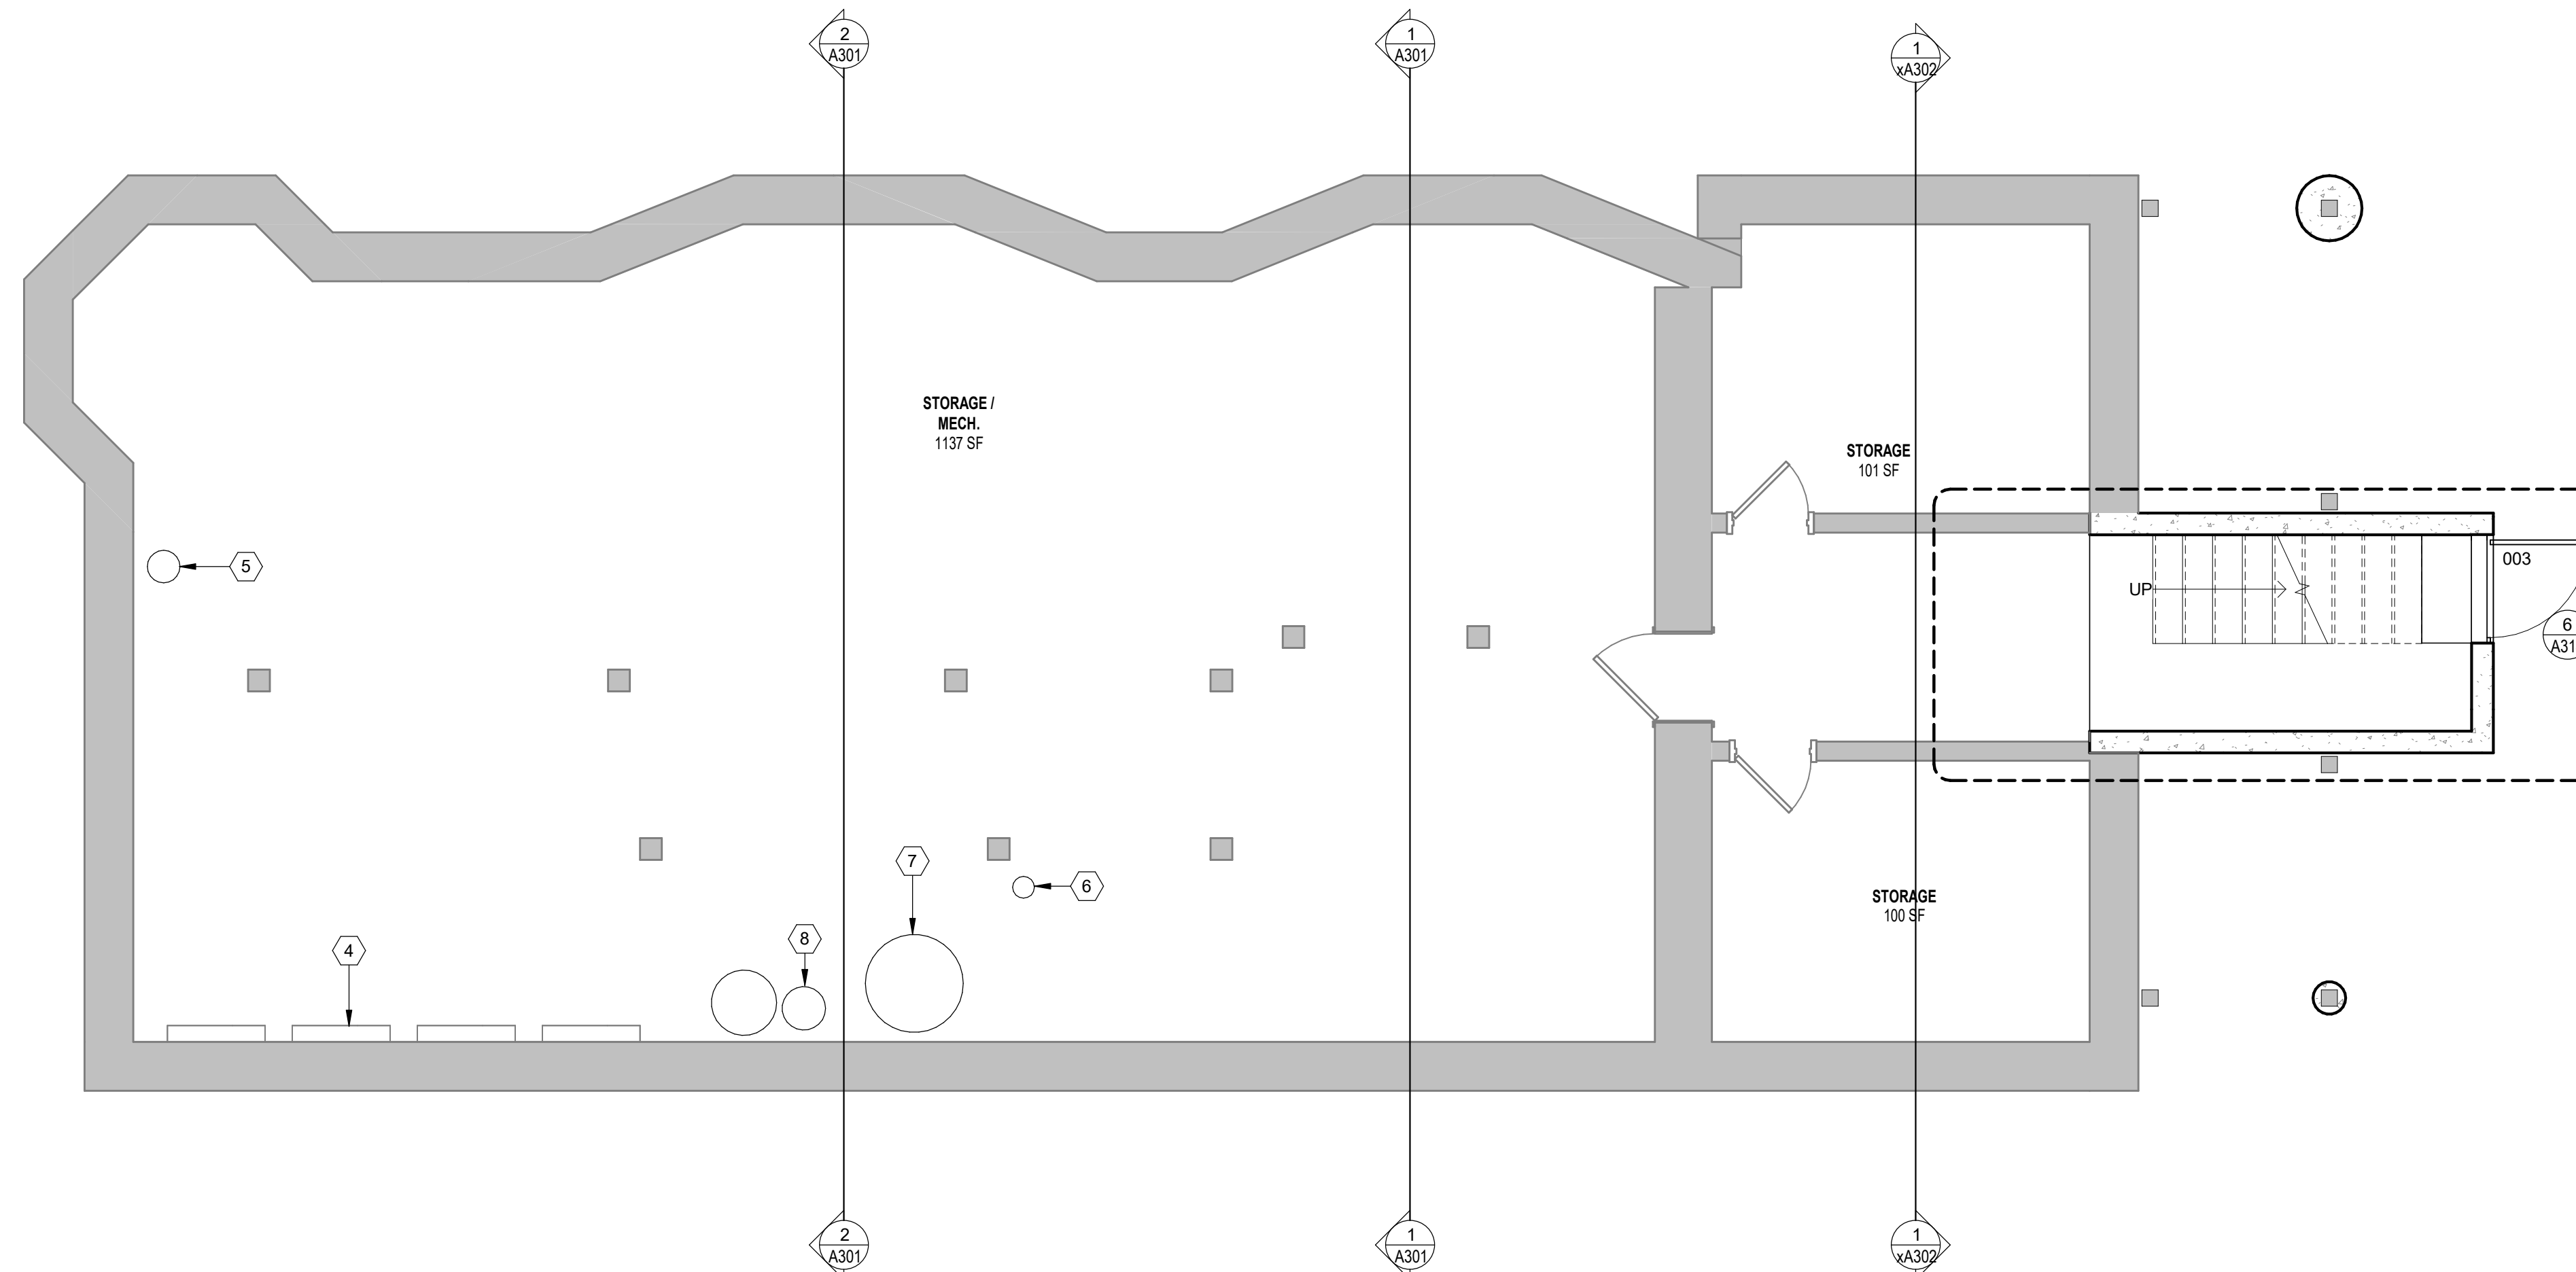 2
A301
1
A301
1
xA302
STORAGE /
MECH.
1137 SF
STORAGE
101 SF
5
UP
003
6
A31
7
6
8
4
STORAGE
100 SF
2
A301
1
A301
1
xA302